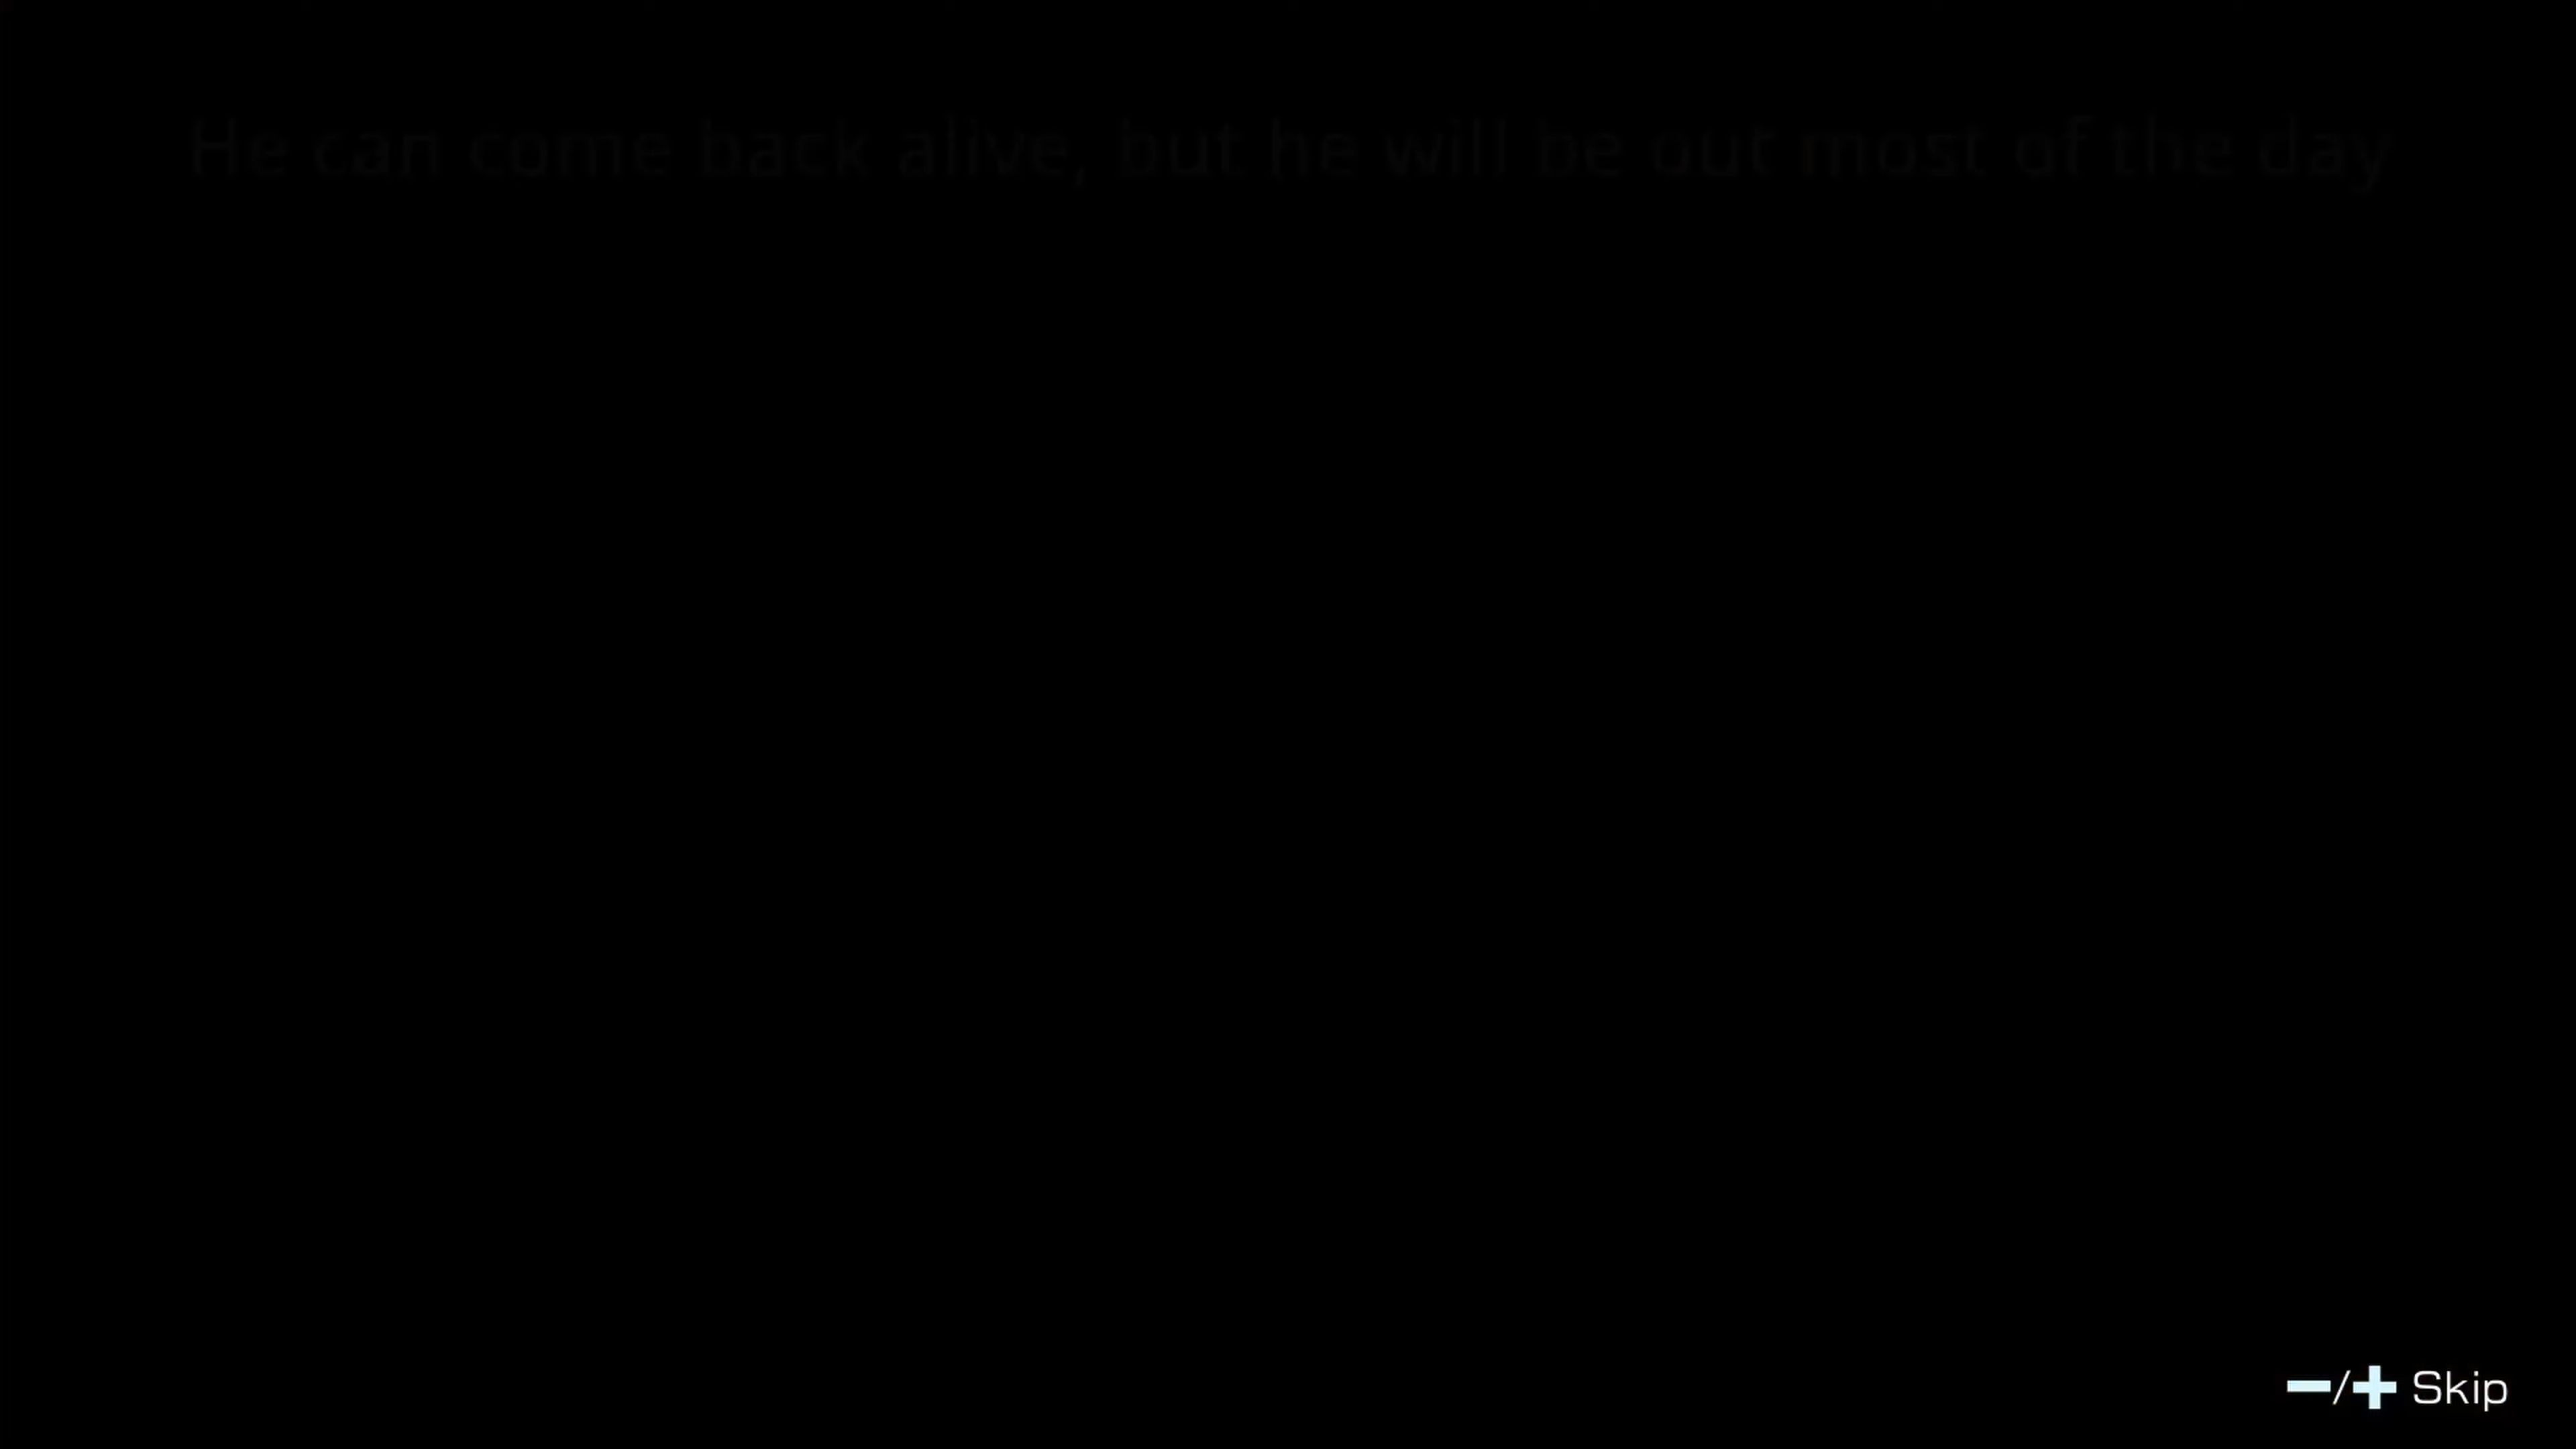 He can come back alive, but he will be out most of the day
−/+ Skip